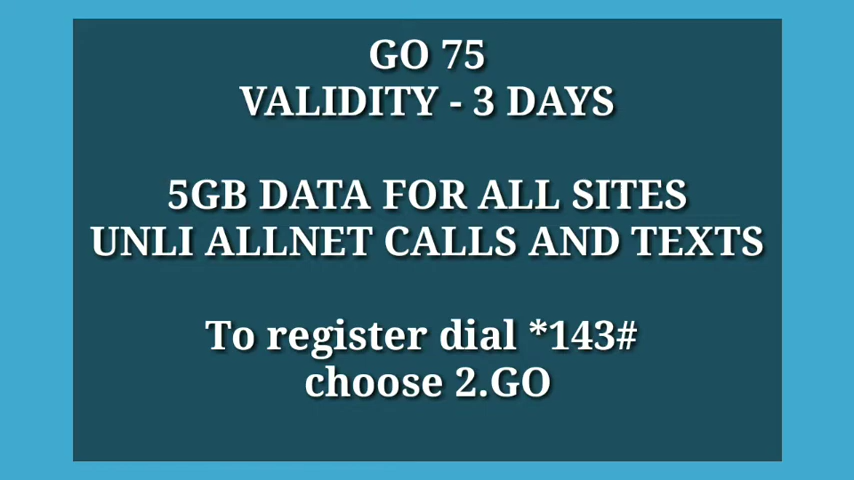 GO 75
VALIDITY - 3 DAYS
5GB DATA FOR ALL SITES
UNLI ALLNET CALLS AND TEXTS
To register dial *143#
choose 2.GO